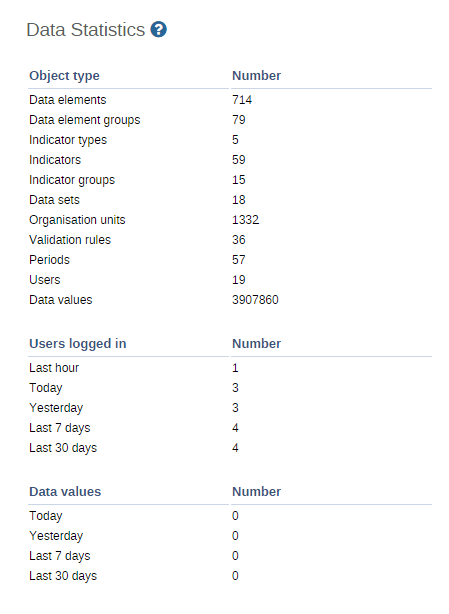 Data Statistics ?
Object type Number
Data elements 714
Data element groups 79
Indicator types 5
Indicators 59
Indicator groups 15
Data sets 18
Organisation units 1332
Validation rules 36
Periods 57
Users 19
Data values 3907860
Users logged in Number
Last hour 1
Today 3
Yesterday 3
Last 7 days 4
Last 30 days 4
Data values Number
Today 0
Yesterday 0
Last 7 days 0
Last 30 days 0